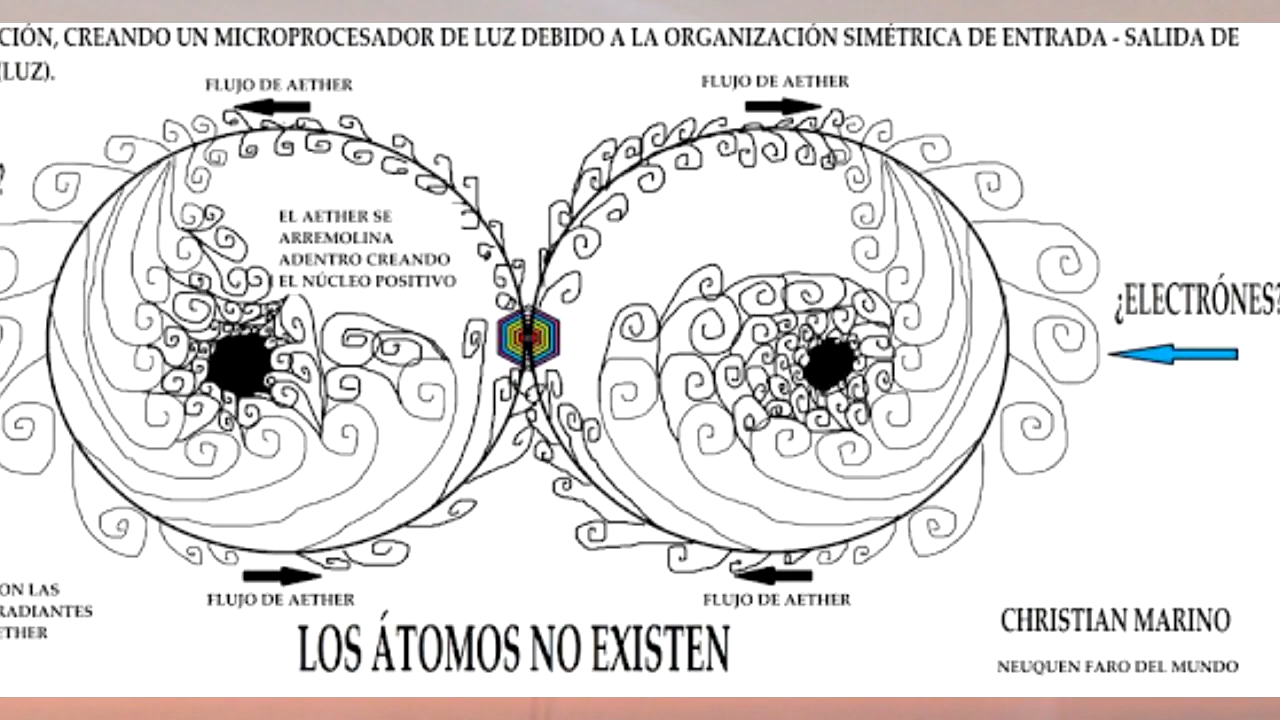 CIÓN, CREANDO UN MICROPROCESADOR DE LUZ DEBIDO A LA ORGANIZACIÓN SIMÉTRICA DE ENTRADA - SALIDA DE
(LUZ).
FLUJO DE AETHER
FLUJO DE AETHER
?
EL AETHER SE
ARREMOLINA
ADENTRO CREANDO
EL NÚCLEO POSITIVO
¿ELECTRÓNES?
ON LAS
RADIANTES
ETHER
FLUJO DE AETHER
FLUJO DE AETHER
LOS ÁTOMOS NO EXISTEN
CHRISTIAN MARINO
NEUQUEN FARO DEL MUNDO